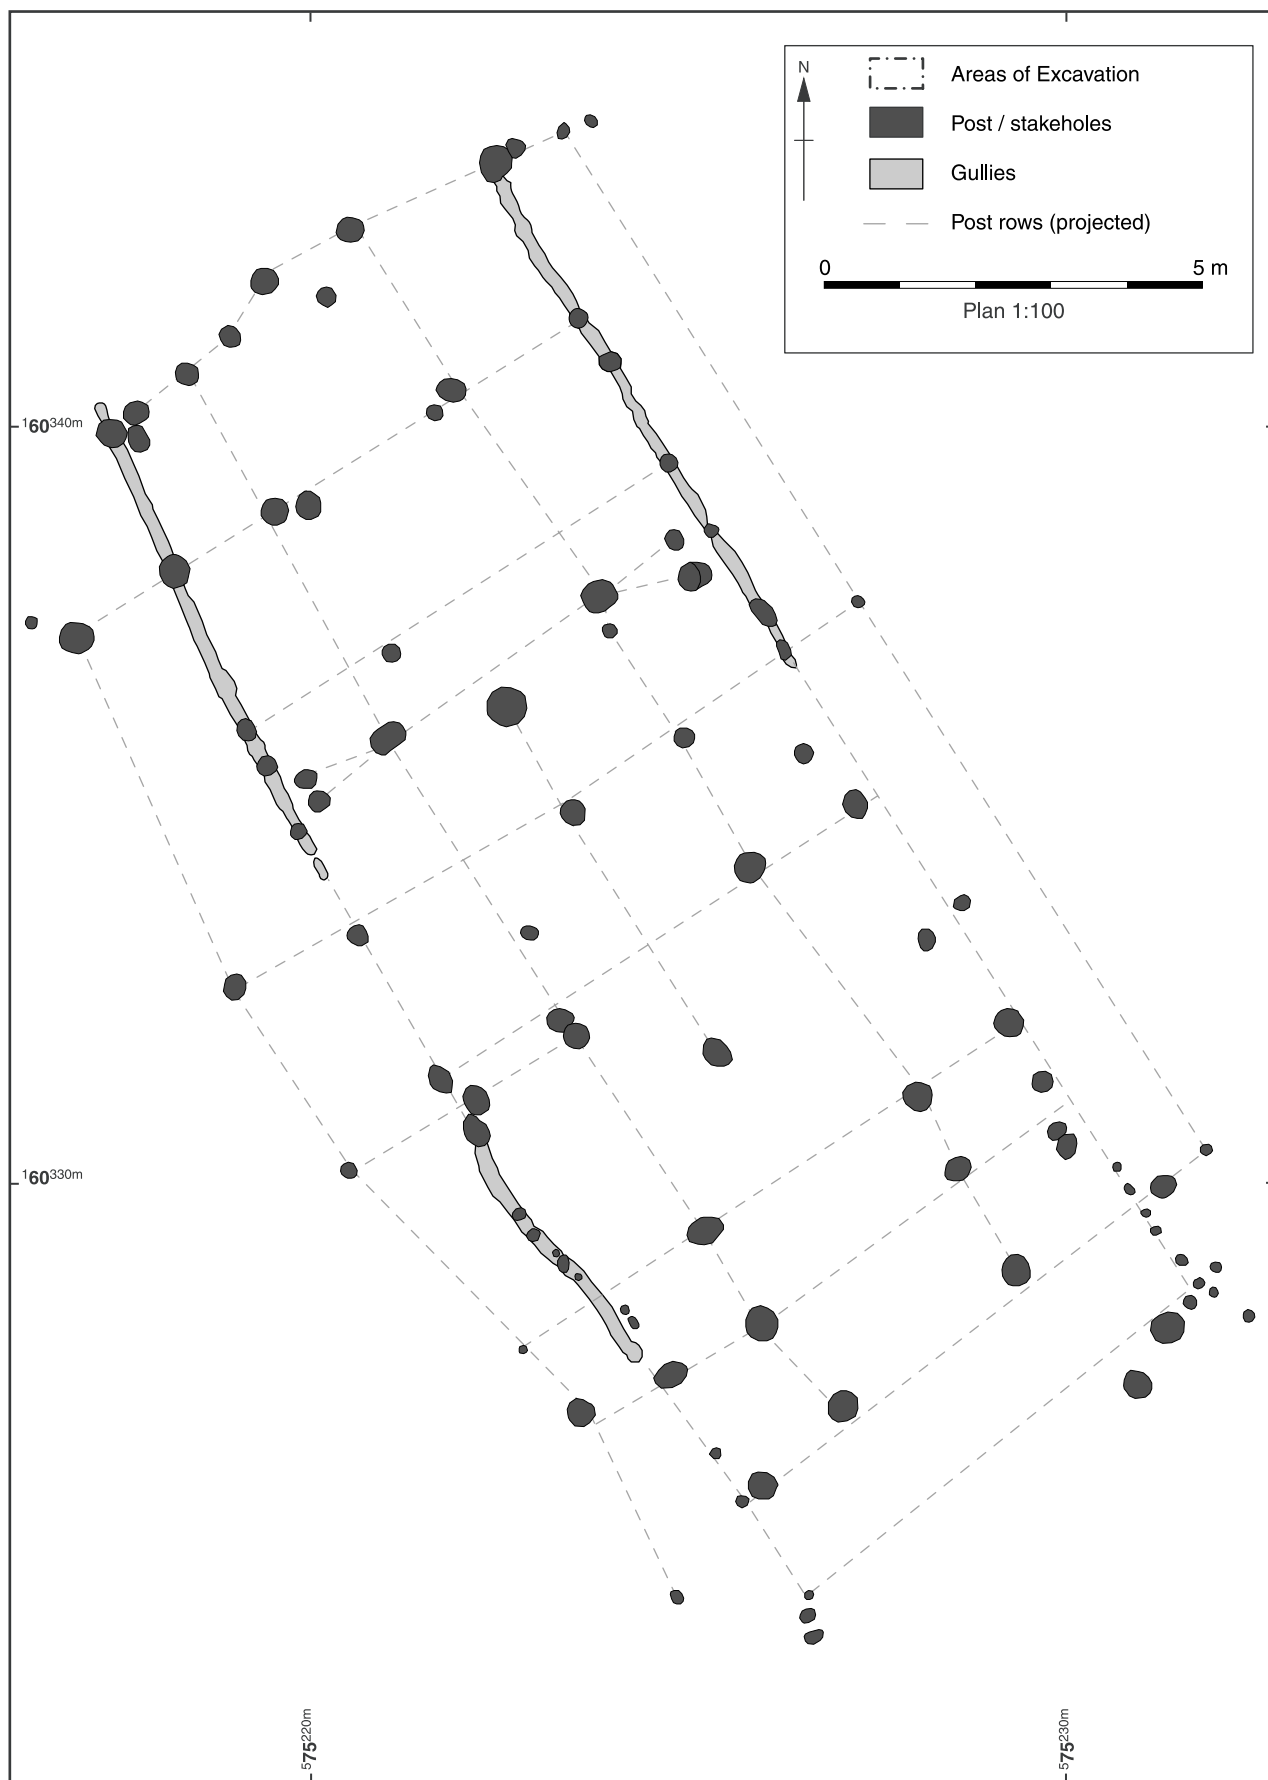 N
Areas of Excavation
Post / stakeholes
Gullies
Post rows (projected)
0 5 m
Plan 1:100
160340m
160330m
575220m
575230m